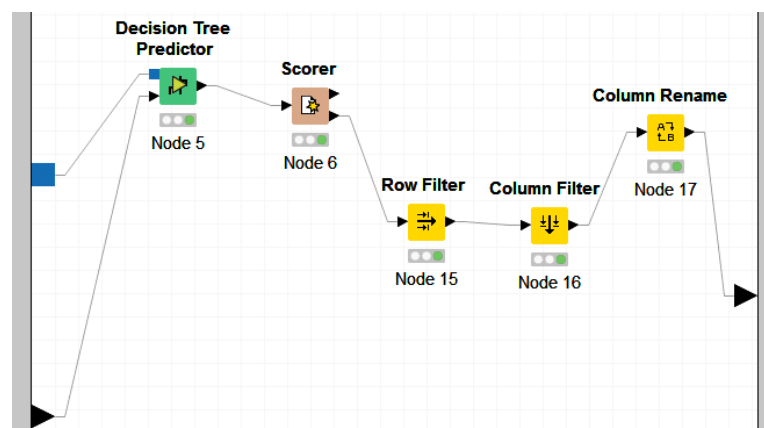 Decision Tree
Predictor
Node 5
Scorer
Node 6
Row Filter
Node 15
Column Filter
Node 16
Column Rename
A
B
Node 17